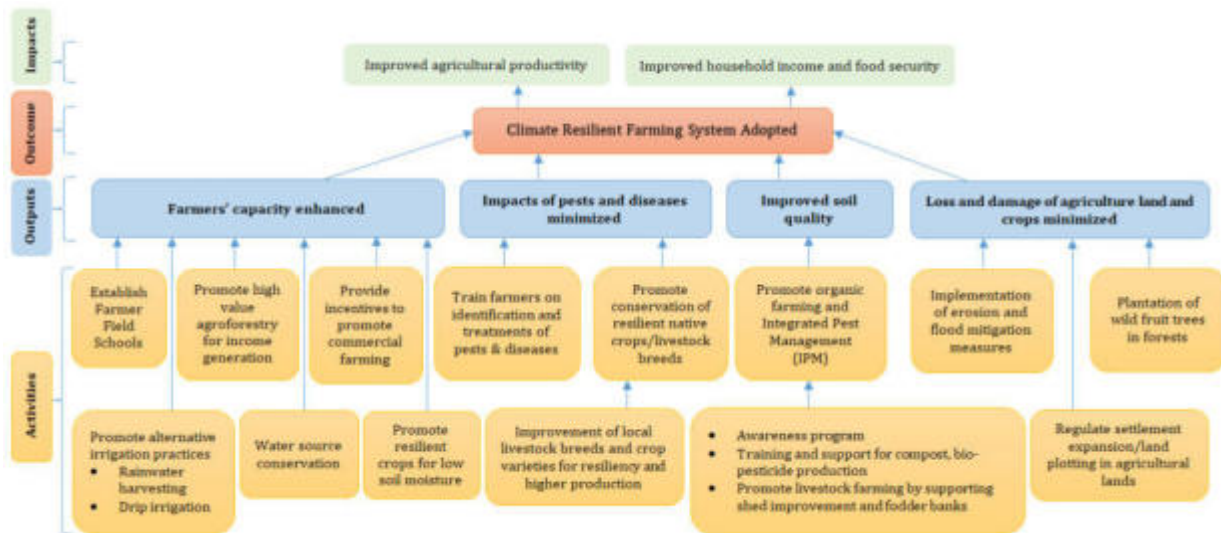 Impacts
Improved agricultural productivity
Improved household income and food security
Outcome
Climate Resilient Farming System Adopted
Outputs
Farmers' capacity enhanced
Impacts of pests and diseases
minimized
Improved soil
quality
Loss and damage of agriculture land and
crops minimized
Activities
Establish
Farmer
Field
Schools
Promote high
value
agroforestry
for income
generation
Provide
incentives to
promote
commercial
farming
Train farmers on
identification and
treatments of
pests & diseases
Promote
conservation of
resilient native
crops/livestock
breeds
Promote organic
farming and
Integrated Pest
Management
(IPM)
Implementation
of erosion and
flood mitigation
measures
Plantation of
wild fruit trees
in forests
Promote alternative
irrigation practices
• Rainwater
harvesting
• Drip irrigation
Water source
conservation
Promote
resilient
crops for low
soil moisture
Improvement of local
livestock breeds and crop
varieties for resiliency and
higher production
• Awareness program
• Training and support for compost, bio-
pesticide production
• Promote livestock farming by supporting
shed improvement and fodder banks
Regulate settlement
expansion/land
plotting in agricultural
lands